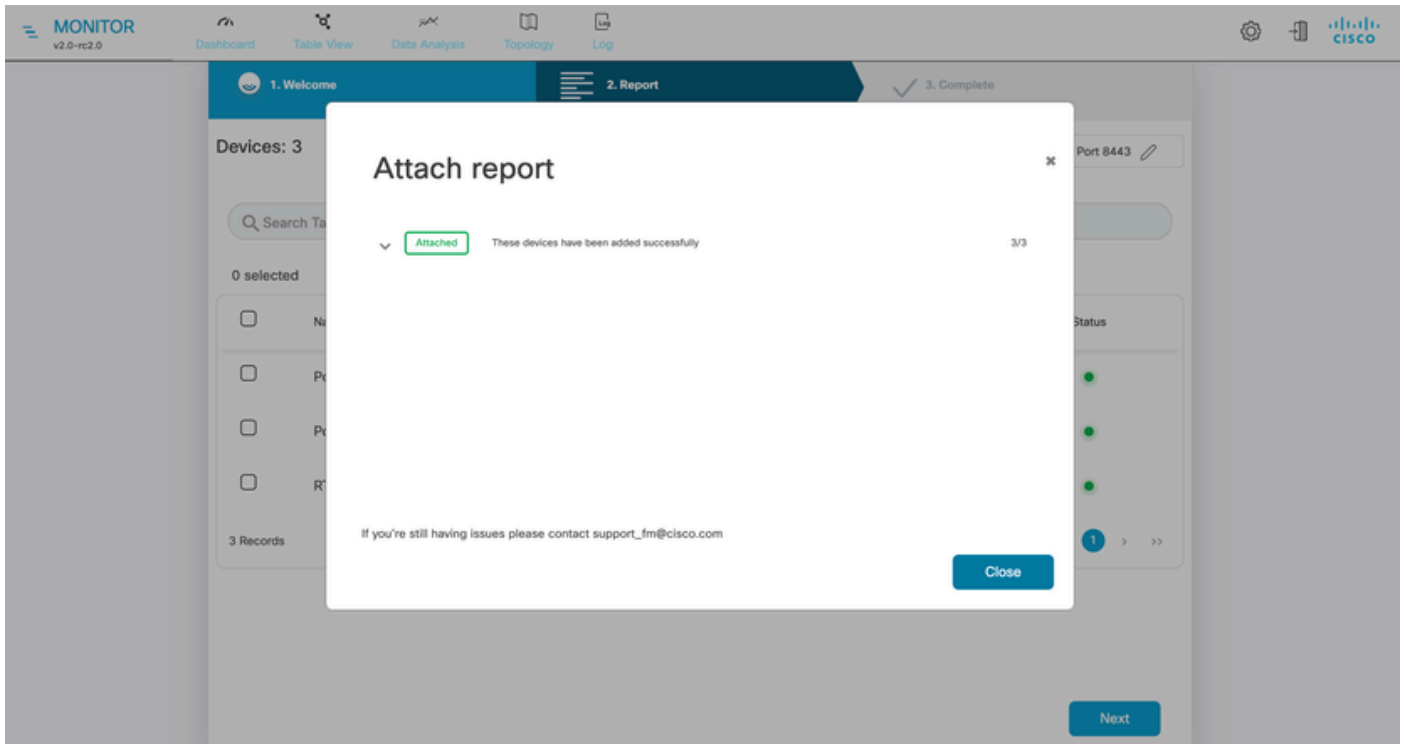 MONITOR
v2.0-rc2.0
Dashboard
Table View
Data Analysis
Topology
Log
Log
cisco
1. Welcome
2. Report
3. Complete
Devices: 3
Port 8443
Attach report
Search
Attached
These devices have been added successfully
3/3
0 selected
Status
3 Records
1
If you're still having issues please contact support_fm@cisco.com
Close
Next